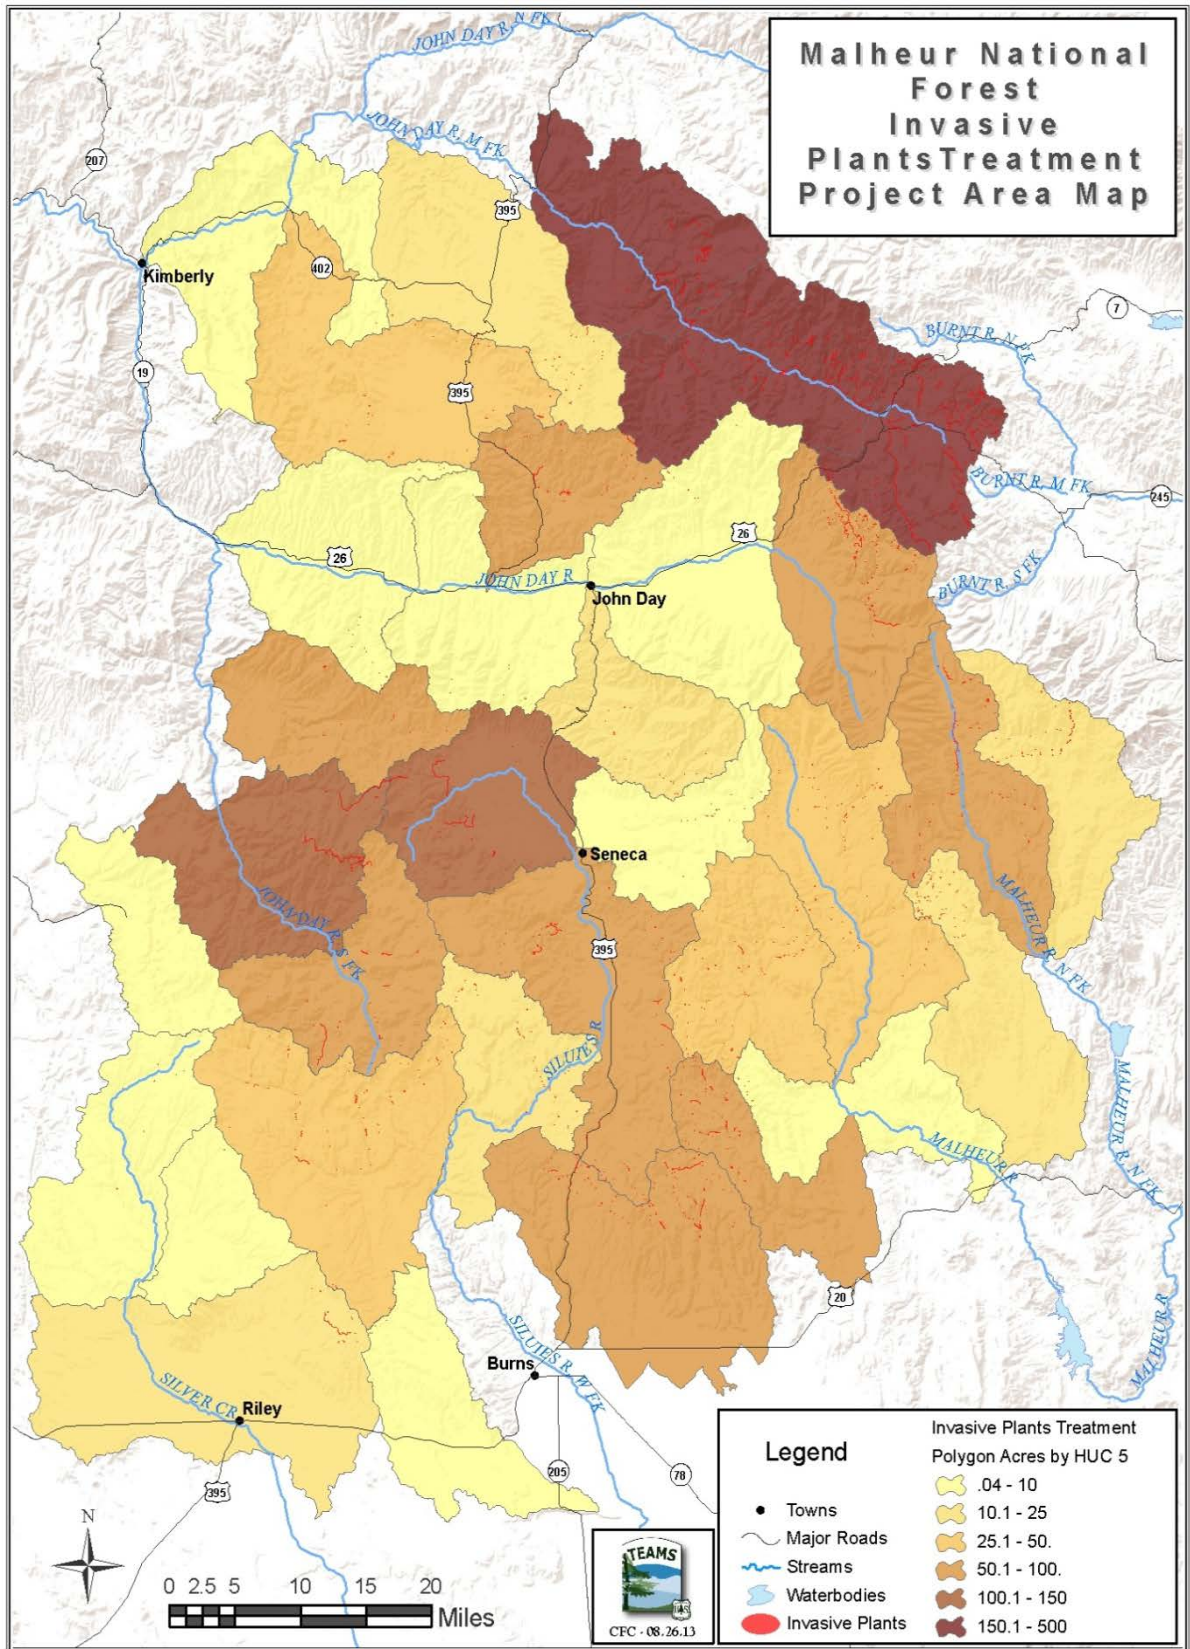 Malheur National
Forest
Invasive
PlantsTreatment
Project Area Map
JOHN DAY R, N FK
JOHN DAY R, M FK
207
395
Kimberly
402
7
BURNT R, N FK
19
395
BURNT R, M FK
245
26
26
JOHN DAY R
John Day
BURNT R, S FK
Seneca
JOHN DAY R, S FK
395
MALHEUR R, N FK
SILUIES R
MALHEUR R, N FK
MALHEUR R
20
MALHEUR R
SILUIES R, W FK
Burns
SILVER CR
Riley
205
78
395
N
0 2.5 5 10 15 20
Miles
TEAMS
UAS
CFC - 08.26.13
Legend
Towns
Major Roads
Streams
Waterbodies
Invasive Plants
Invasive Plants Treatment
Polygon Acres by HUC 5
.04 - 10
10.1 - 25
25.1 - 50.
50.1 - 100.
100.1 - 150
150.1 - 500